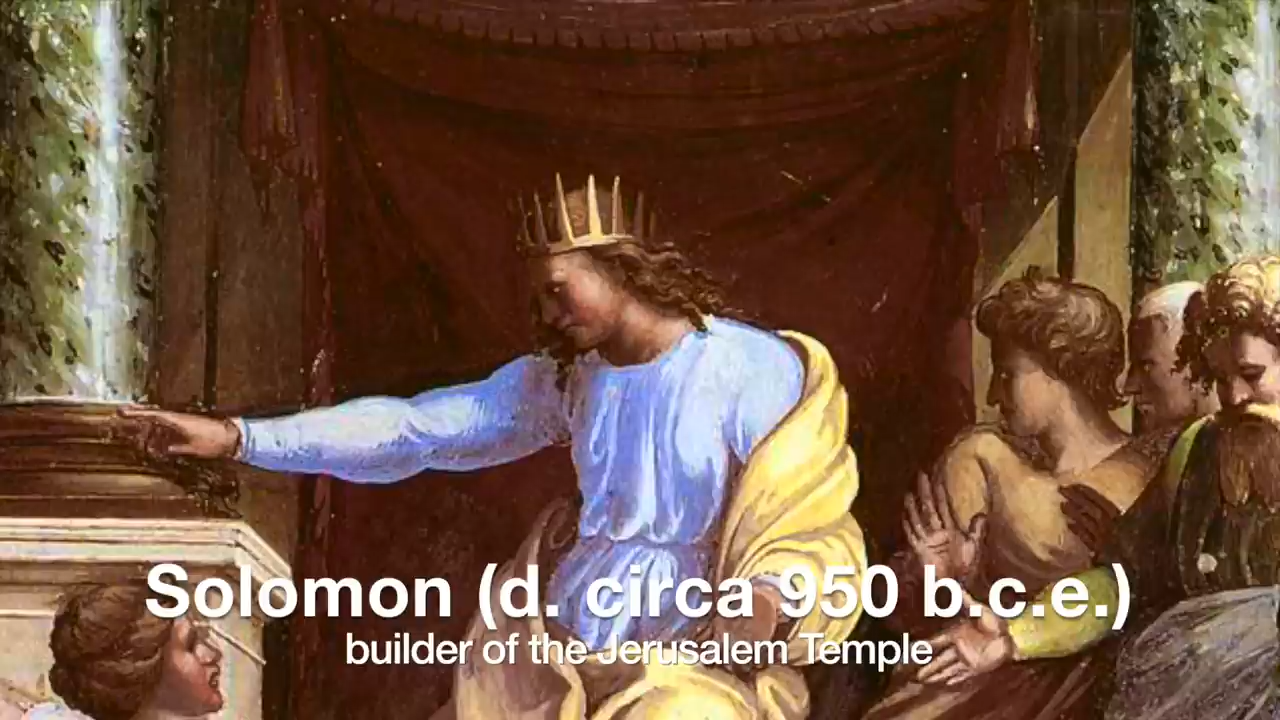 Solomon (d. circa 950 b.c.e.)
builder of the Jerusalem Temple